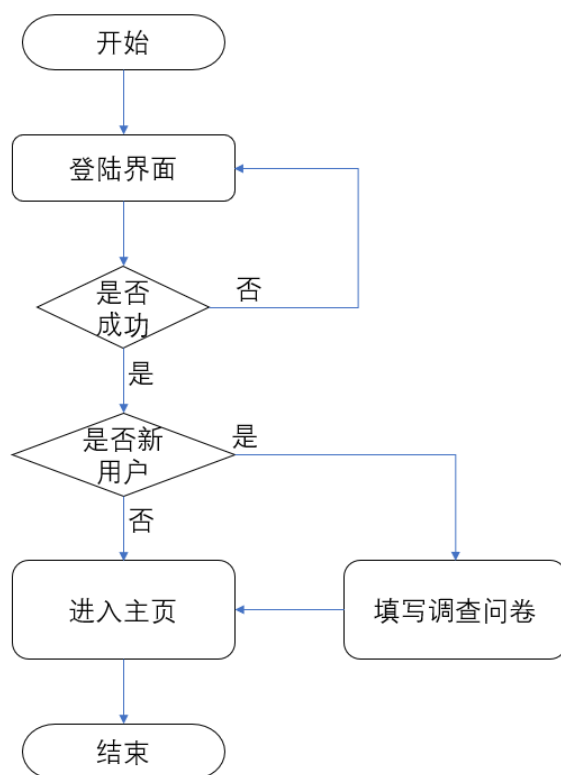 开始
登陆界面
是否
成功
否
是
是否新
用户
是
否
进入主页
填写调查问卷
结束